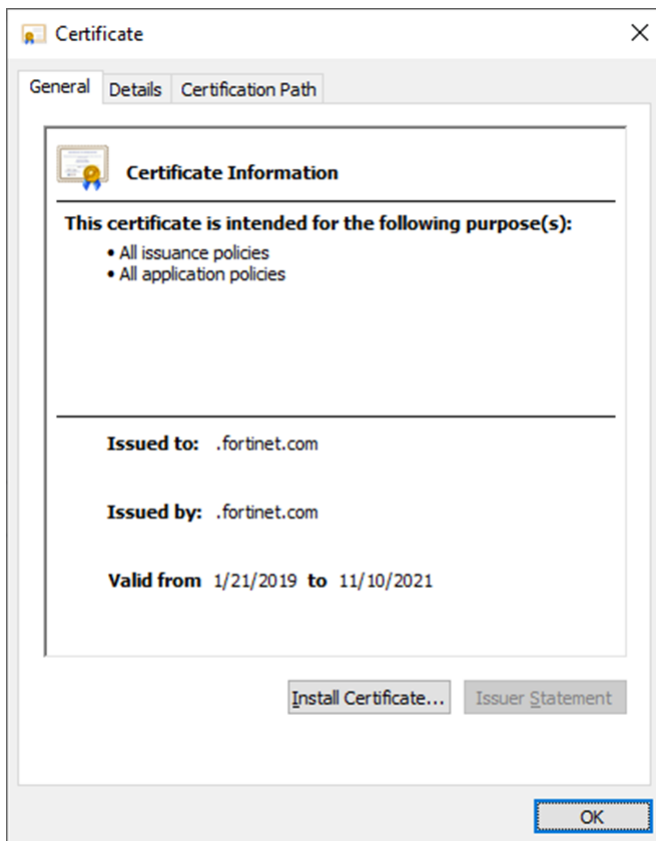 Certificate
General Details Certification Path
Certificate Information
This certificate is intended for the following purpose(s):
• All issuance policies
• All application policies
Issued to: .fortinet.com
Issued by: .fortinet.com
Valid from 1/21/2019 to 11/10/2021
Install Certificate... Issuer Statement
OK